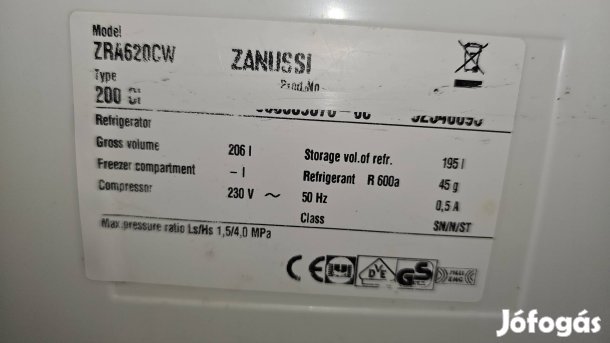 Model
ZRA620CW
ZANUSSI
Type
Prod.No
200
Refrigerator
Gross volume 206 l Storage vol. of refr. 195 l
Freezer compartment – l Refrigerant R 600a 45 g
Compressor 230 V ~ 50 Hz 0,5 A
Class SN/N/ST
Max.pressure ratio Ls/Hs 1,5/4,0 MPa
CE DVE GS
Jófogás